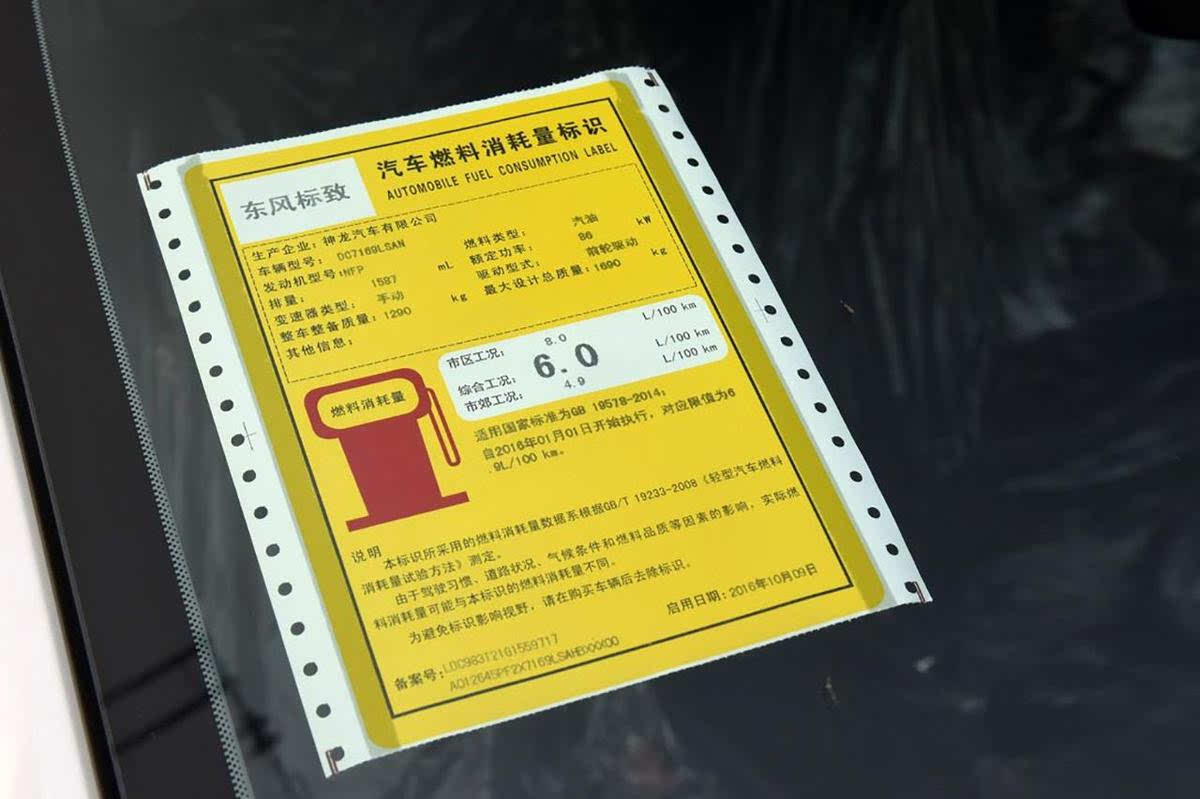 汽车燃料消耗量标识
AUTOMOBILE FUEL CONSUMPTION LABEL
东风标致
生产企业：神龙汽车有限公司
车辆型号：DC7169LSAN
发动机型号：NFP
燃料类型：汽油
排量：1587 mL
额定功率：86 kW
变速器类型：手动
驱动型式：前轮驱动
整车整备质量：1290 kg
最大设计总质量：1690 kg
其他信息：
市区工况：8.0 L/100 km
综合工况：6.0 L/100 km
市郊工况：4.9 L/100 km
燃料消耗量
适用国家标准为GB 19578-2014；
自2016年01月01日开始执行，对应限值为6
.9L/100 km。
说明
本标识所采用的燃料消耗量数据系根据GB/T 19233-2008《轻型汽车燃料
消耗量试验方法》测定。
由于驾驶习惯、道路状况、气候条件和燃料品质等因素的影响，实际燃
料消耗量可能与本标识的燃料消耗量不同。
为避免标识影响视野，请在购买车辆后去除标识。
启用日期：2016年10月09日
备案号：LDC983T21G1559717